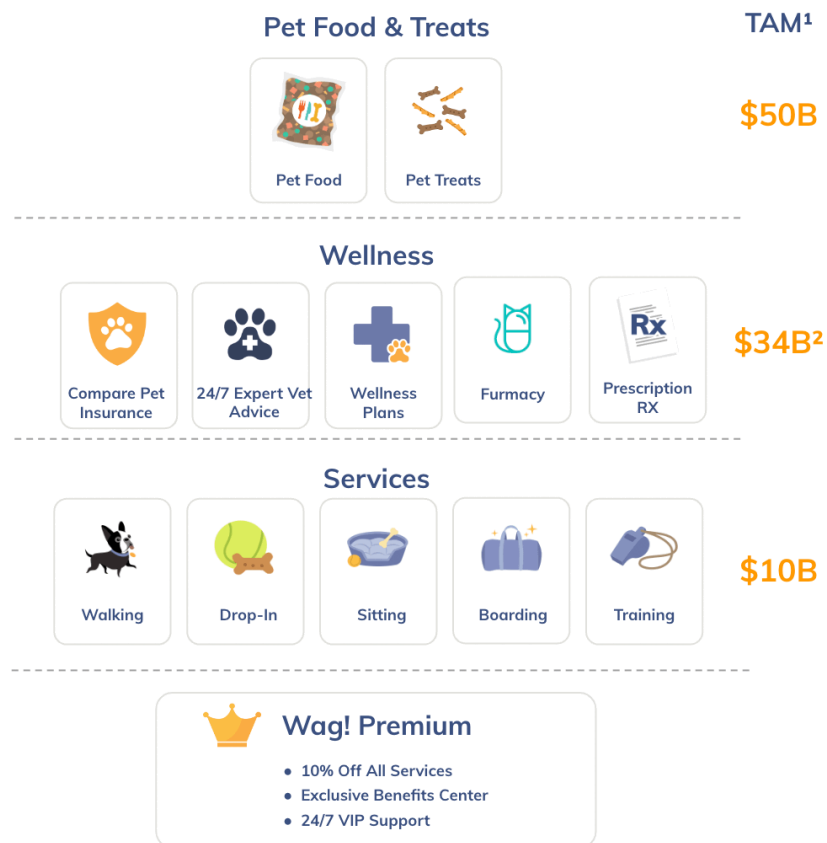 Pet Food & Treats
TAM¹
$50B
Pet Food
Pet Treats
Wellness
$34B²
Compare Pet
Insurance
24/7 Expert Vet
Advice
Wellness
Plans
Furmacy
Rx
Prescription
RX
Services
$10B
Walking
Drop-In
Sitting
Boarding
Training
Wag! Premium
• 10% Off All Services
• Exclusive Benefits Center
• 24/7 VIP Support